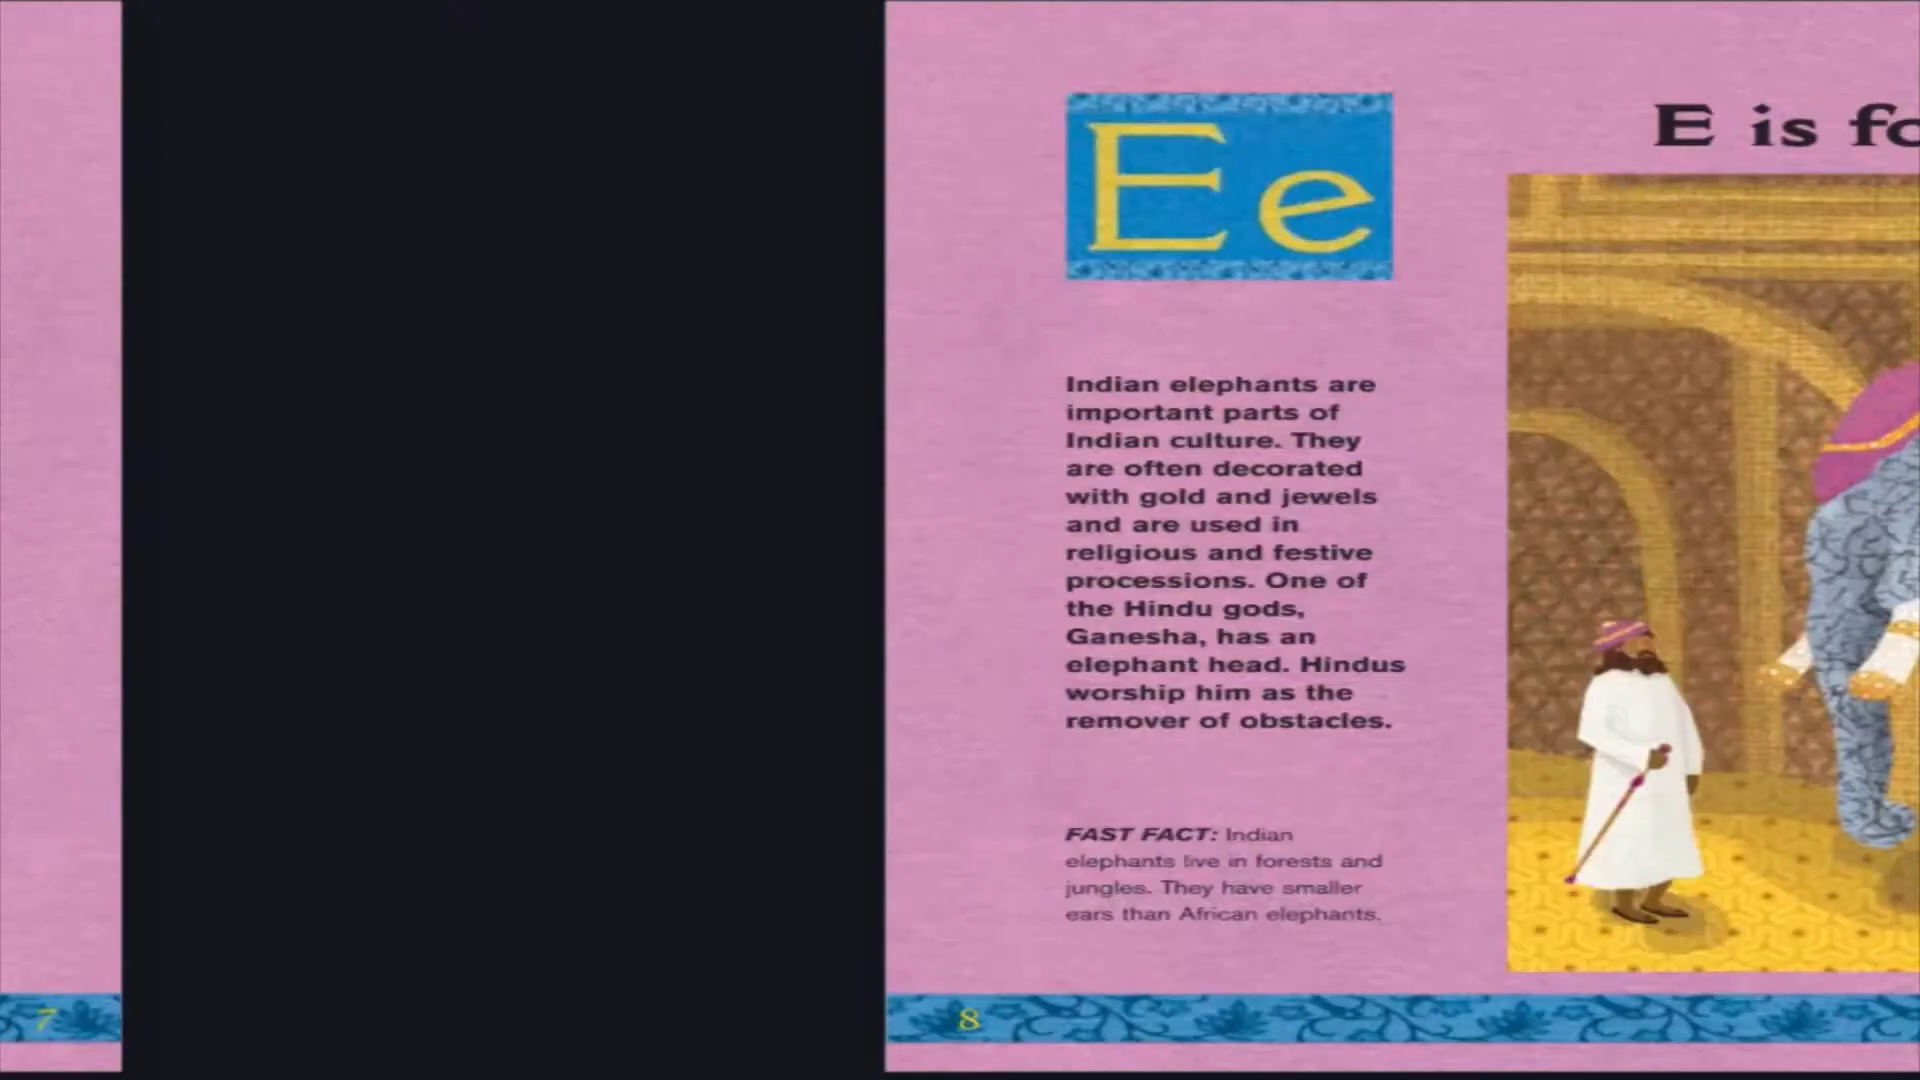 Ee
E is fo
Indian elephants are
important parts of
Indian culture. They
are often decorated
with gold and jewels
and are used in
religious and festive
processions. One of
the Hindu gods,
Ganesha, has an
elephant head. Hindus
worship him as the
remover of obstacles.
FAST FACT: Indian
elephants live in forests and
jungles. They have smaller
ears than African elephants.
7
8